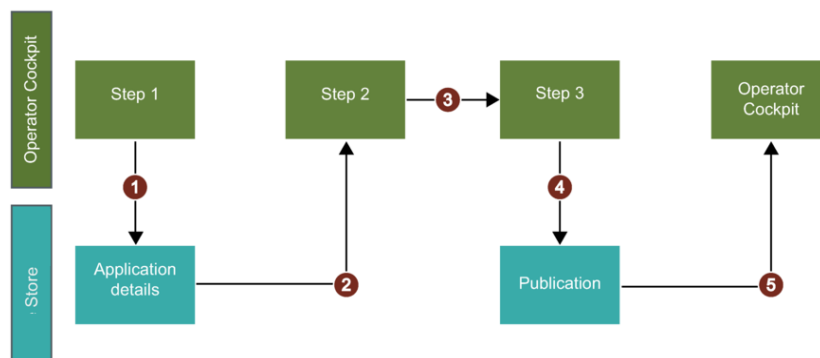 Operator Cockpit
Step 1
Step 2
3
Step 3
Operator
Cockpit
1
4
Store
Application
details
2
Publication
5